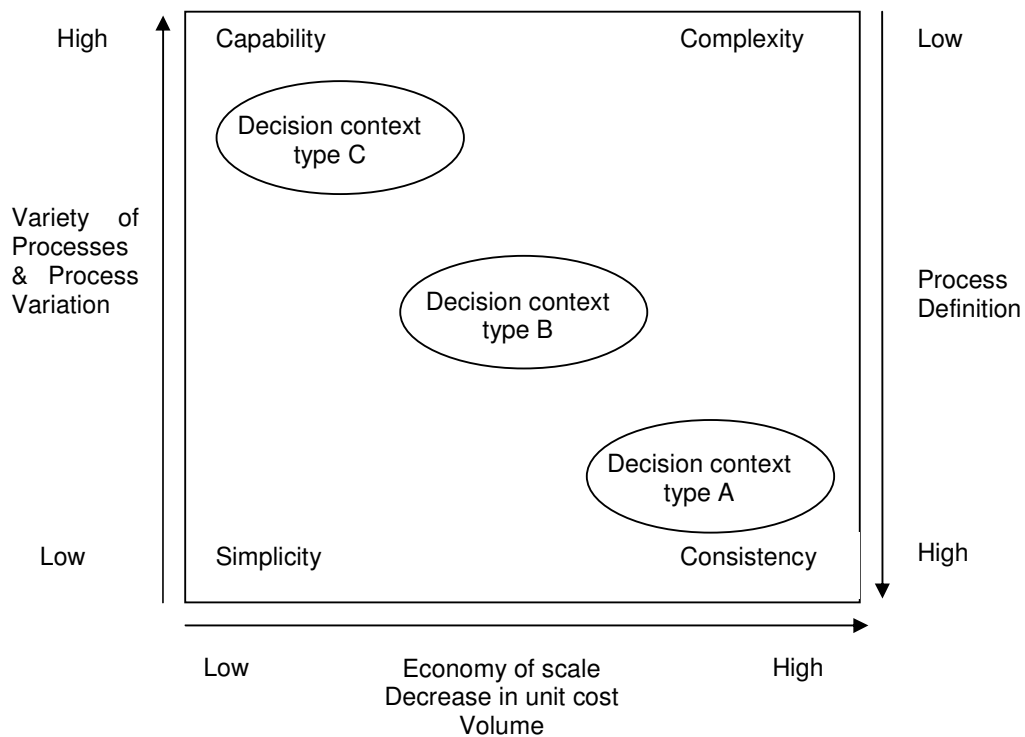 High
Capability
Complexity
Low
Decision context
type C
Variety of
Processes
& Process
Variation
Decision context
type B
Process
Definition
Decision context
type A
Low
Simplicity
Consistency
High
Low
Economy of scale
High
Decrease in unit cost
Volume